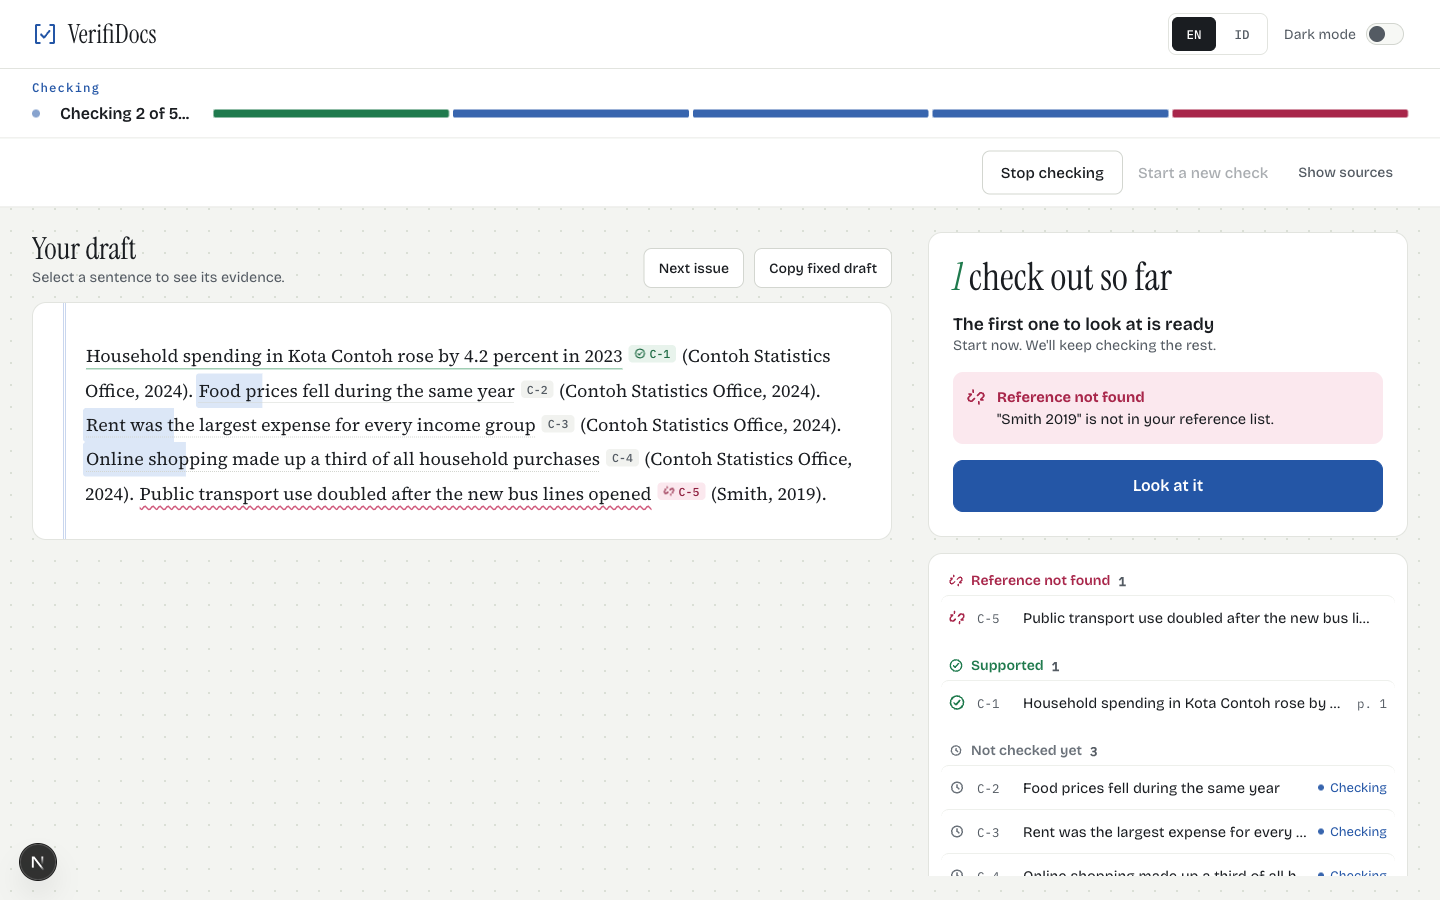 VerifiDocs
EN ID Dark mode
Checking
Checking 2 of 5...
Stop checking Start a new check Show sources
Your draft
Select a sentence to see its evidence.
Next issue Copy fixed draft
Household spending in Kota Contoh rose by 4.2 percent in 2023 C-1 (Contoh Statistics
Office, 2024). Food prices fell during the same year C-2 (Contoh Statistics Office, 2024).
Rent was the largest expense for every income group C-3 (Contoh Statistics Office, 2024).
Online shopping made up a third of all household purchases C-4 (Contoh Statistics Office,
2024). Public transport use doubled after the new bus lines opened C-5 (Smith, 2019).
1 check out so far
The first one to look at is ready
Start now. We'll keep checking the rest.
Reference not found
"Smith 2019" is not in your reference list.
Look at it
Reference not found 1
C-5 Public transport use doubled after the new bus li...
Supported 1
C-1 Household spending in Kota Contoh rose by ... p. 1
Not checked yet 3
C-2 Food prices fell during the same year Checking
C-3 Rent was the largest expense for every ... Checking
C-4 Online shopping made up a third of all h... Checking
N